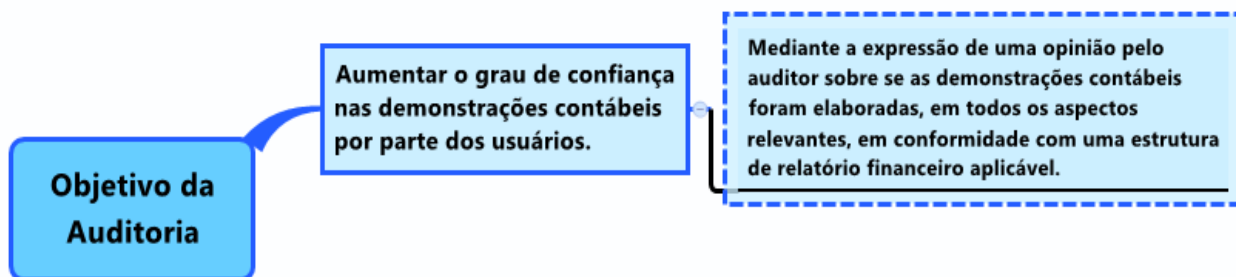 Objetivo da
Auditoria
Aumentar o grau de confiança
nas demonstrações contábeis
por parte dos usuários.
Mediante a expressão de uma opinião pelo
auditor sobre se as demonstrações contábeis
foram elaboradas, em todos os aspectos
relevantes, em conformidade com uma estrutura
de relatório financeiro aplicável.